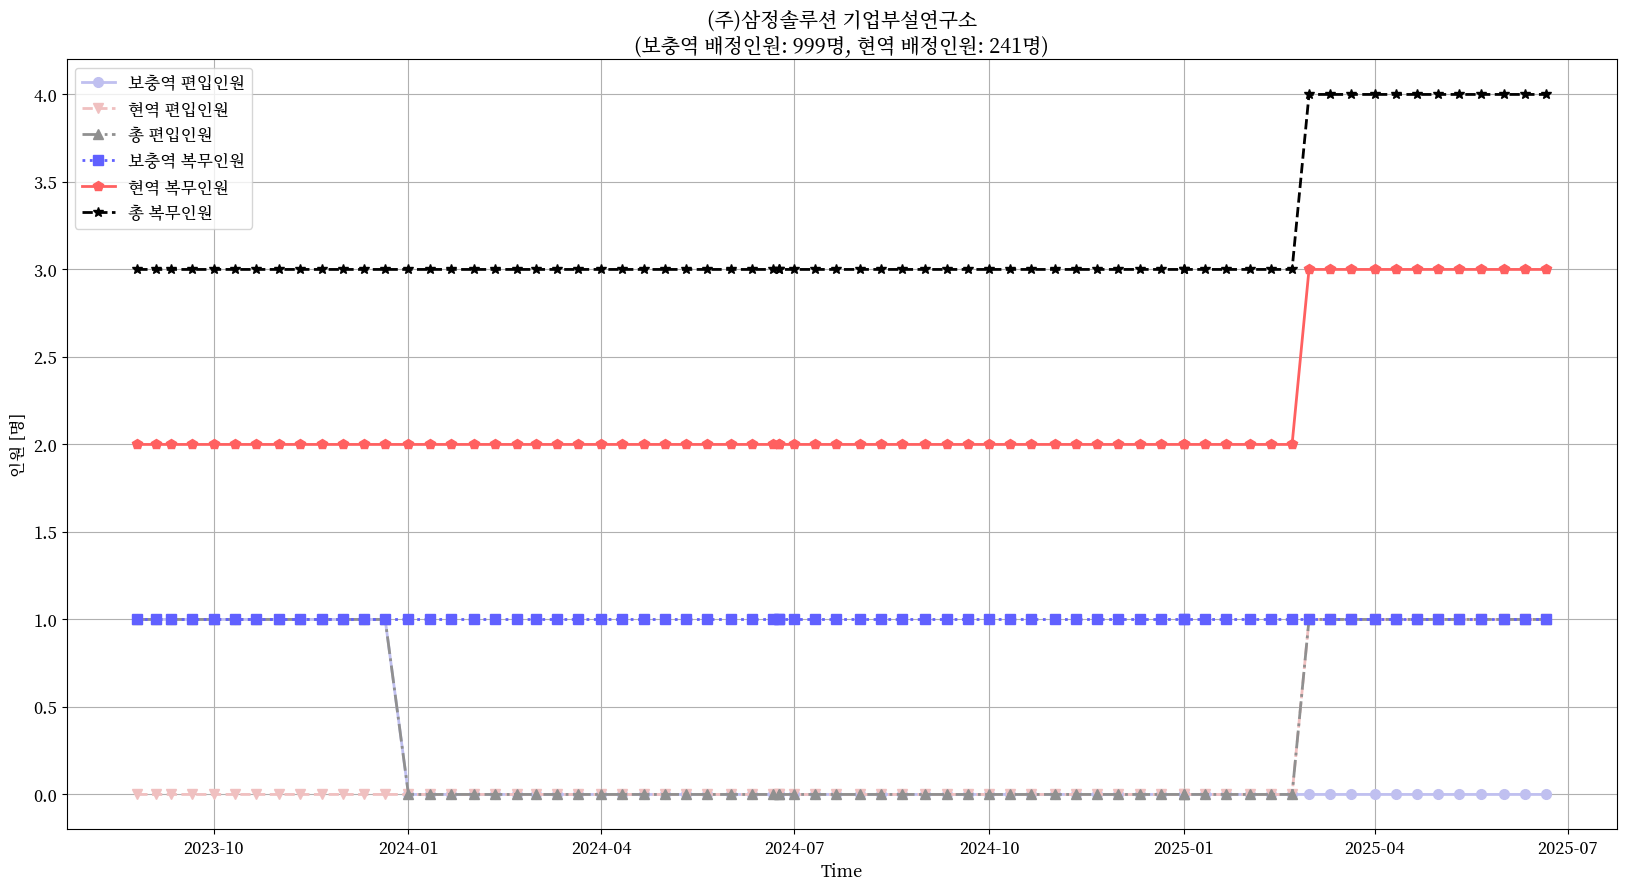 (주)삼정솔루션 기업부설연구소
(보충역 배정인원: 999명, 현역 배정인원: 241명)
보충역 편입인원
현역 편입인원
총 편입인원
보충역 복무인원
현역 복무인원
총 복무인원
인원 [명]
4.0
3.5
3.0
2.5
2.0
1.5
1.0
0.5
0.0
2023-10
2024-01
2024-04
2024-07
2024-10
2025-01
2025-04
2025-07
Time